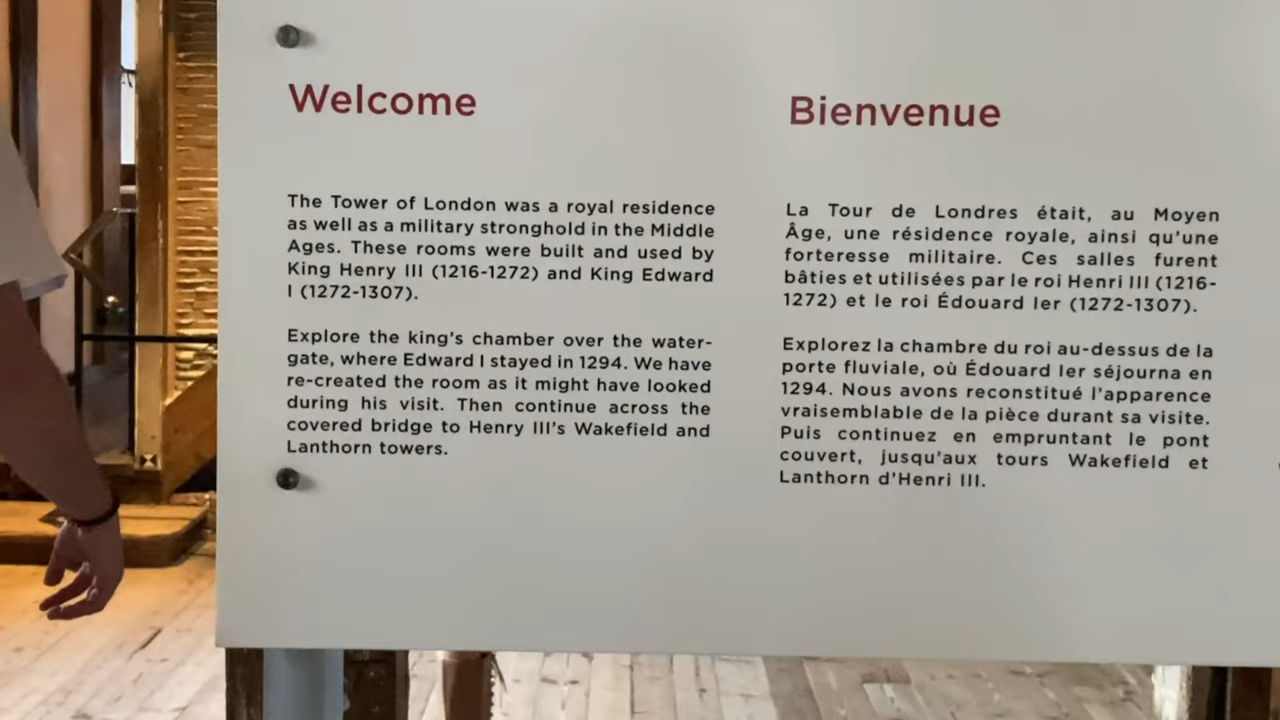 Welcome
The Tower of London was a royal residence
as well as a military stronghold in the Middle
Ages. These rooms were built and used by
King Henry III (1216-1272) and King Edward
I (1272-1307).
Explore the king's chamber over the water-
gate, where Edward I stayed in 1294. We have
re-created the room as it might have looked
during his visit. Then continue across the
covered bridge to Henry III's Wakefield and
Lanthorn towers.
Bienvenue
La Tour de Londres était, au Moyen
Âge, une résidence royale, ainsi qu'une
forteresse militaire. Ces salles furent
bâties et utilisées par le roi Henri III (1216-
1272) et le roi Édouard Ier (1272-1307).
Explorez la chambre du roi au-dessus de la
porte fluviale, où Édouard Ier séjourna en
1294. Nous avons reconstitué l'apparence
vraisemblable de la pièce durant sa visite.
Puis continuez en empruntant le pont
couvert, jusqu'aux tours Wakefield et
Lanthorn d'Henri III.